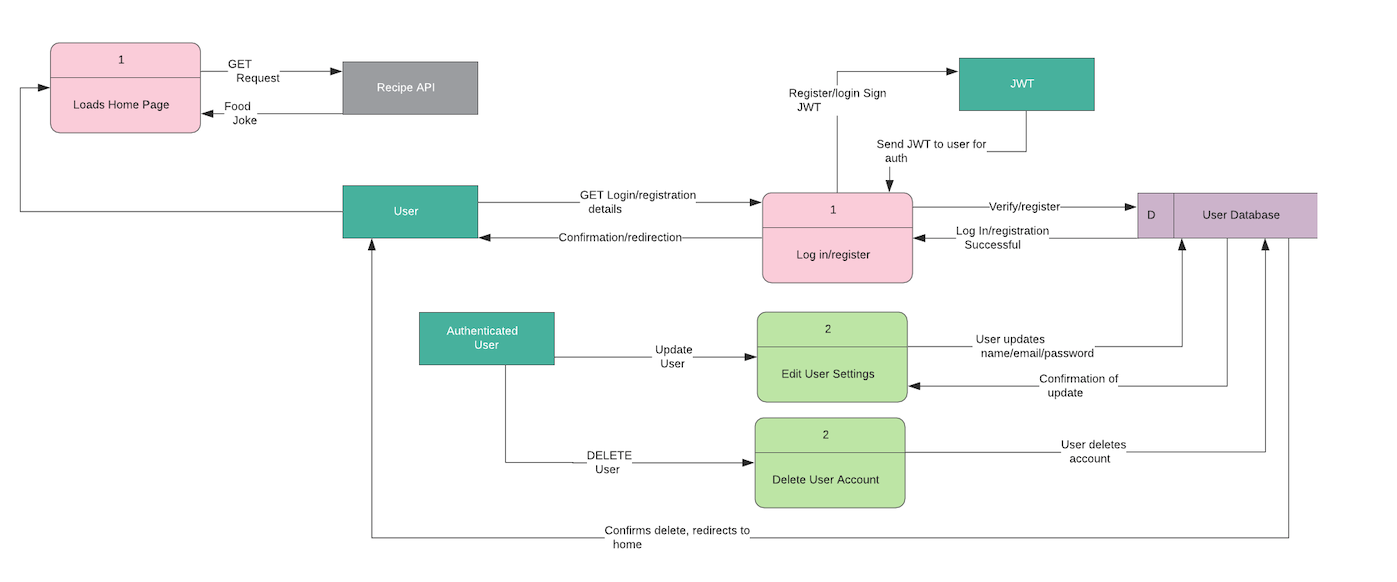 1
Loads Home Page
GET
Request
Food
Joke
Recipe API
Register/login Sign
JWT
JWT
Send JWT to user for
auth
User
GET Login/registration
details
Confirmation/redirection
1
Log in/register
Verify/register
Log In/registration
Successful
D
User Database
Authenticated
User
Update
User
2
Edit User Settings
User updates
name/email/password
Confirmation of
update
DELETE
User
2
Delete User Account
User deletes
account
Confirms delete, redirects to
home